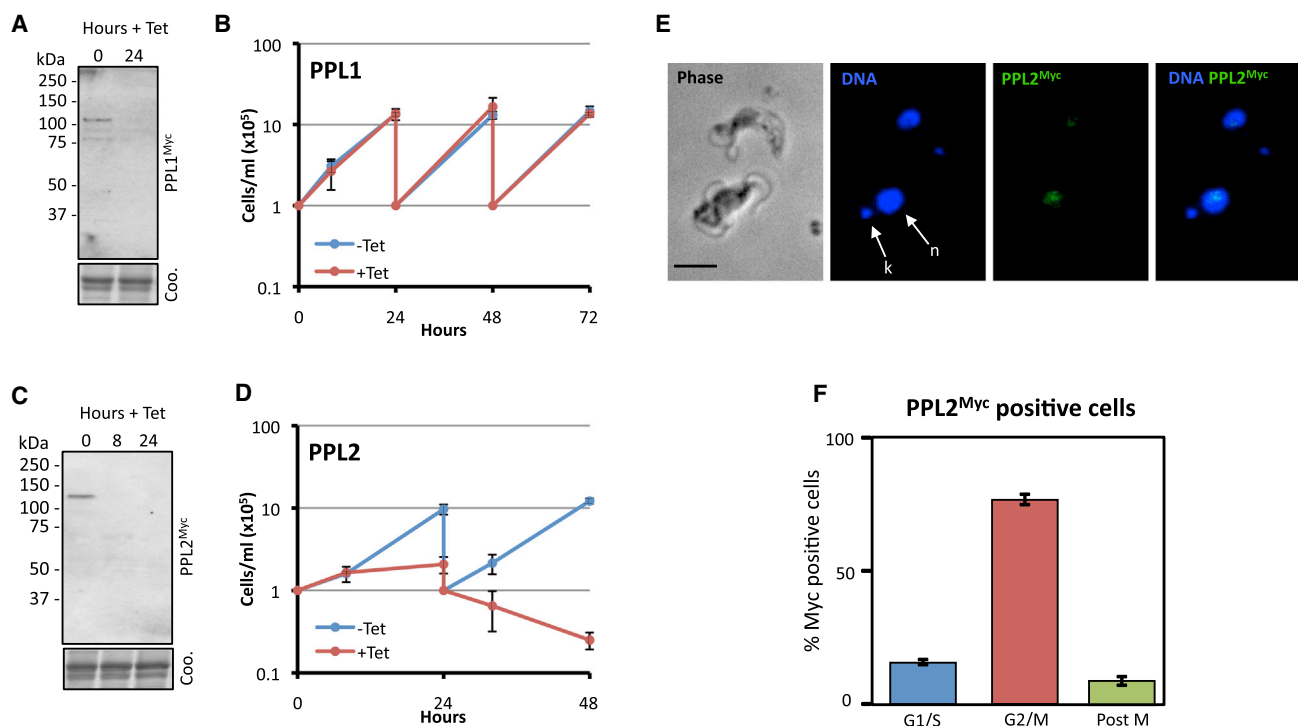 A
Hours + Tet
kDa 0 24
250 -
150 -
100 -
75 -
50 -
37 -
PPL1Myc
Coo.
B
PPL1
Cells/ml (x10⁵)
100
10
1
0.1
-Tet
+Tet
0 24 48 72
Hours
C
Hours + Tet
kDa 0 8 24
250 -
150 -
100 -
75 -
50 -
37 -
PPL2Myc
Coo.
D
PPL2
Cells/ml (x10⁵)
100
10
1
0.1
-Tet
+Tet
0 24 48
Hours
E
Phase
DNA
k
n
PPL2Myc
DNA PPL2Myc
F
PPL2Myc positive cells
% Myc positive cells
100
50
0
G1/S G2/M Post M